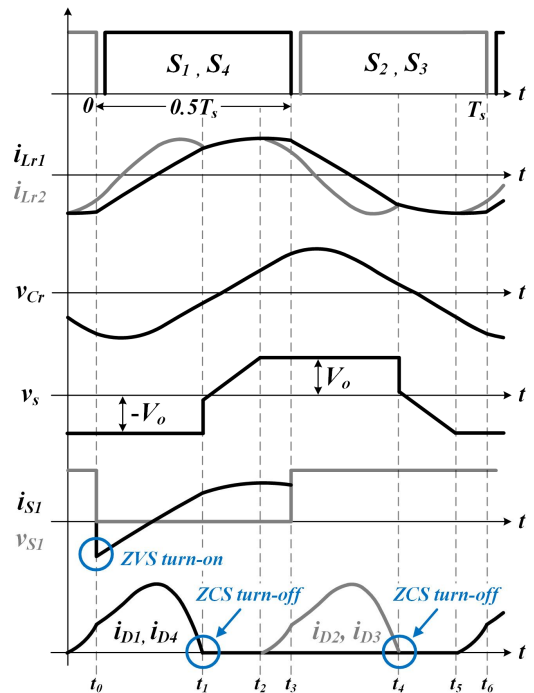 S1 , S4
S2 , S3
t
0
0.5Ts
Ts
iLr1
iLr2
t
vCr
t
vs
-Vo
Vo
t
iS1
vS1
t
ZVS turn-on
ZCS turn-off
ZCS turn-off
iD1, iD4
iD2, iD3
t
t0
t1
t2
t3
t4
t5
t6